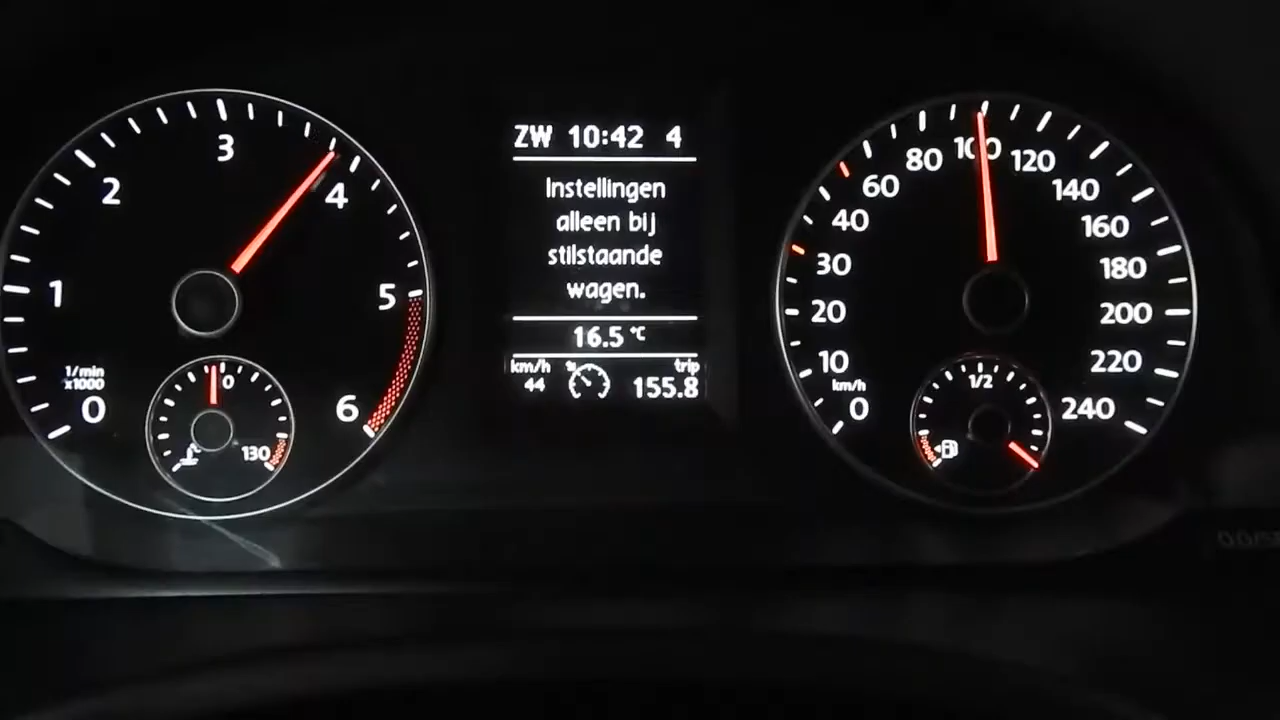 3
2
4
1
5
1/min
x1000
0
6
130
ZW 10:42 4
Instellingen
alleen bij
stilstaande
wagen.
16.5 °C
km/h
44
trip
155.8
100
80
120
60
140
40
160
30
180
20
200
10
220
km/h
0
240
1/2